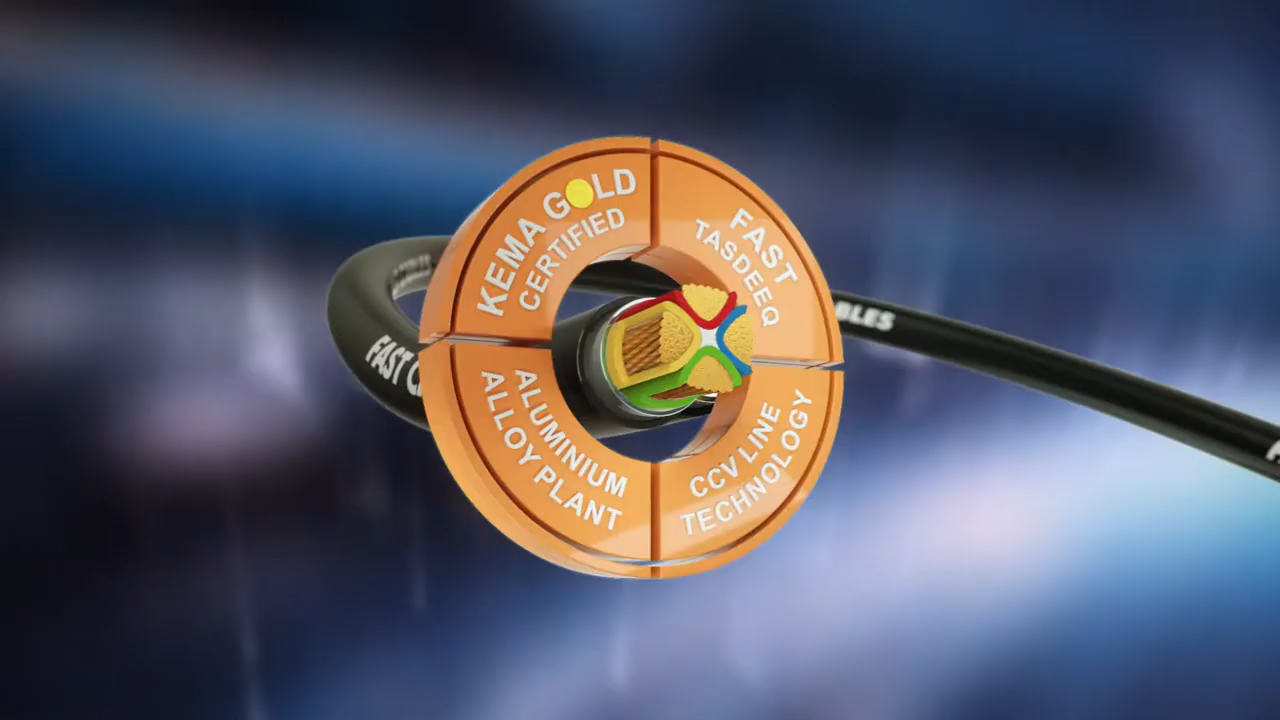 KEMA GOLD
CERTIFIED
FAST
TASDEEQ
ALUMINIUM
ALLOY PLANT
CCV LINE
TECHNOLOGY
FAST
BLES